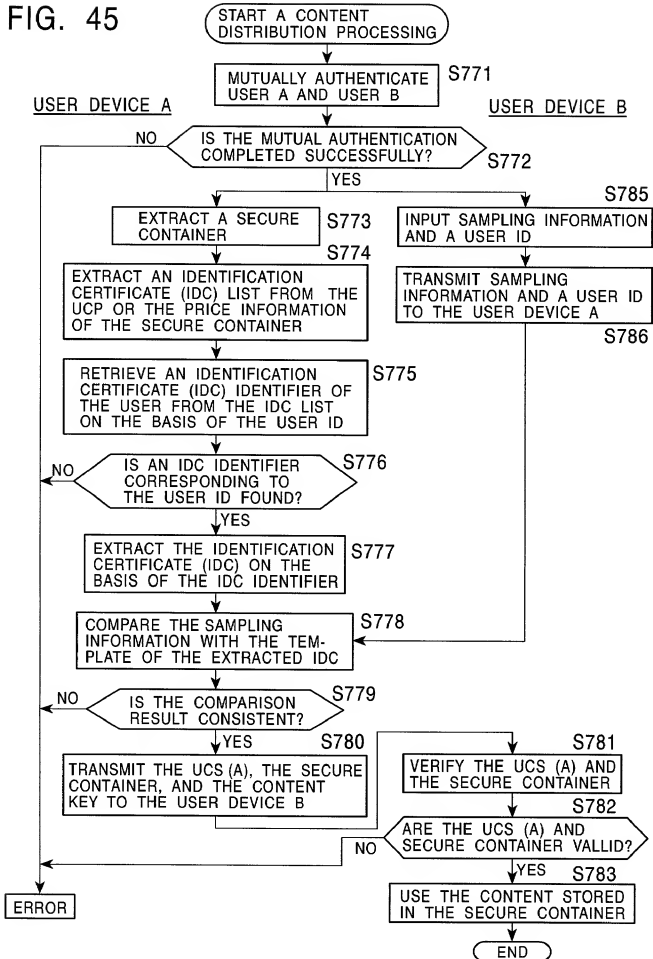 FIG. 45
START A CONTENT
DISTRIBUTION PROCESSING
S771
MUTUALLY AUTHENTICATE
USER A AND USER B
USER DEVICE A
USER DEVICE B
NO
IS THE MUTUAL AUTHENTICATION
COMPLETED SUCCESSFULLY?
S772
YES
EXTRACT A SECURE
CONTAINER
S773
S785
INPUT SAMPLING INFORMATION
AND A USER ID
S774
EXTRACT AN IDENTIFICATION
CERTIFICATE (IDC) LIST FROM THE
UCP OR THE PRICE INFORMATION
OF THE SECURE CONTAINER
TRANSMIT SAMPLING
INFORMATION AND A USER ID
TO THE USER DEVICE A
S786
RETRIEVE AN IDENTIFICATION
CERTIFICATE (IDC) IDENTIFIER OF
THE USER FROM THE IDC LIST
ON THE BASIS OF THE USER ID
S775
NO
IS AN IDC IDENTIFIER
CORRESPONDING TO
THE USER ID FOUND?
S776
YES
EXTRACT THE IDENTIFICATION
CERTIFICATE (IDC) ON THE
BASIS OF THE IDC IDENTIFIER
S777
COMPARE THE SAMPLING
INFORMATION WITH THE TEM-
PLATE OF THE EXTRACTED IDC
S778
NO
IS THE COMPARISON
RESULT CONSISTENT?
S779
YES
S780
TRANSMIT THE UCS (A), THE SECURE
CONTAINER, AND THE CONTENT
KEY TO THE USER DEVICE B
S781
VERIFY THE UCS (A) AND
THE SECURE CONTAINER
S782
ARE THE UCS (A) AND
SECURE CONTAINER VALLID?
NO
YES
S783
USE THE CONTENT STORED
IN THE SECURE CONTAINER
ERROR
END